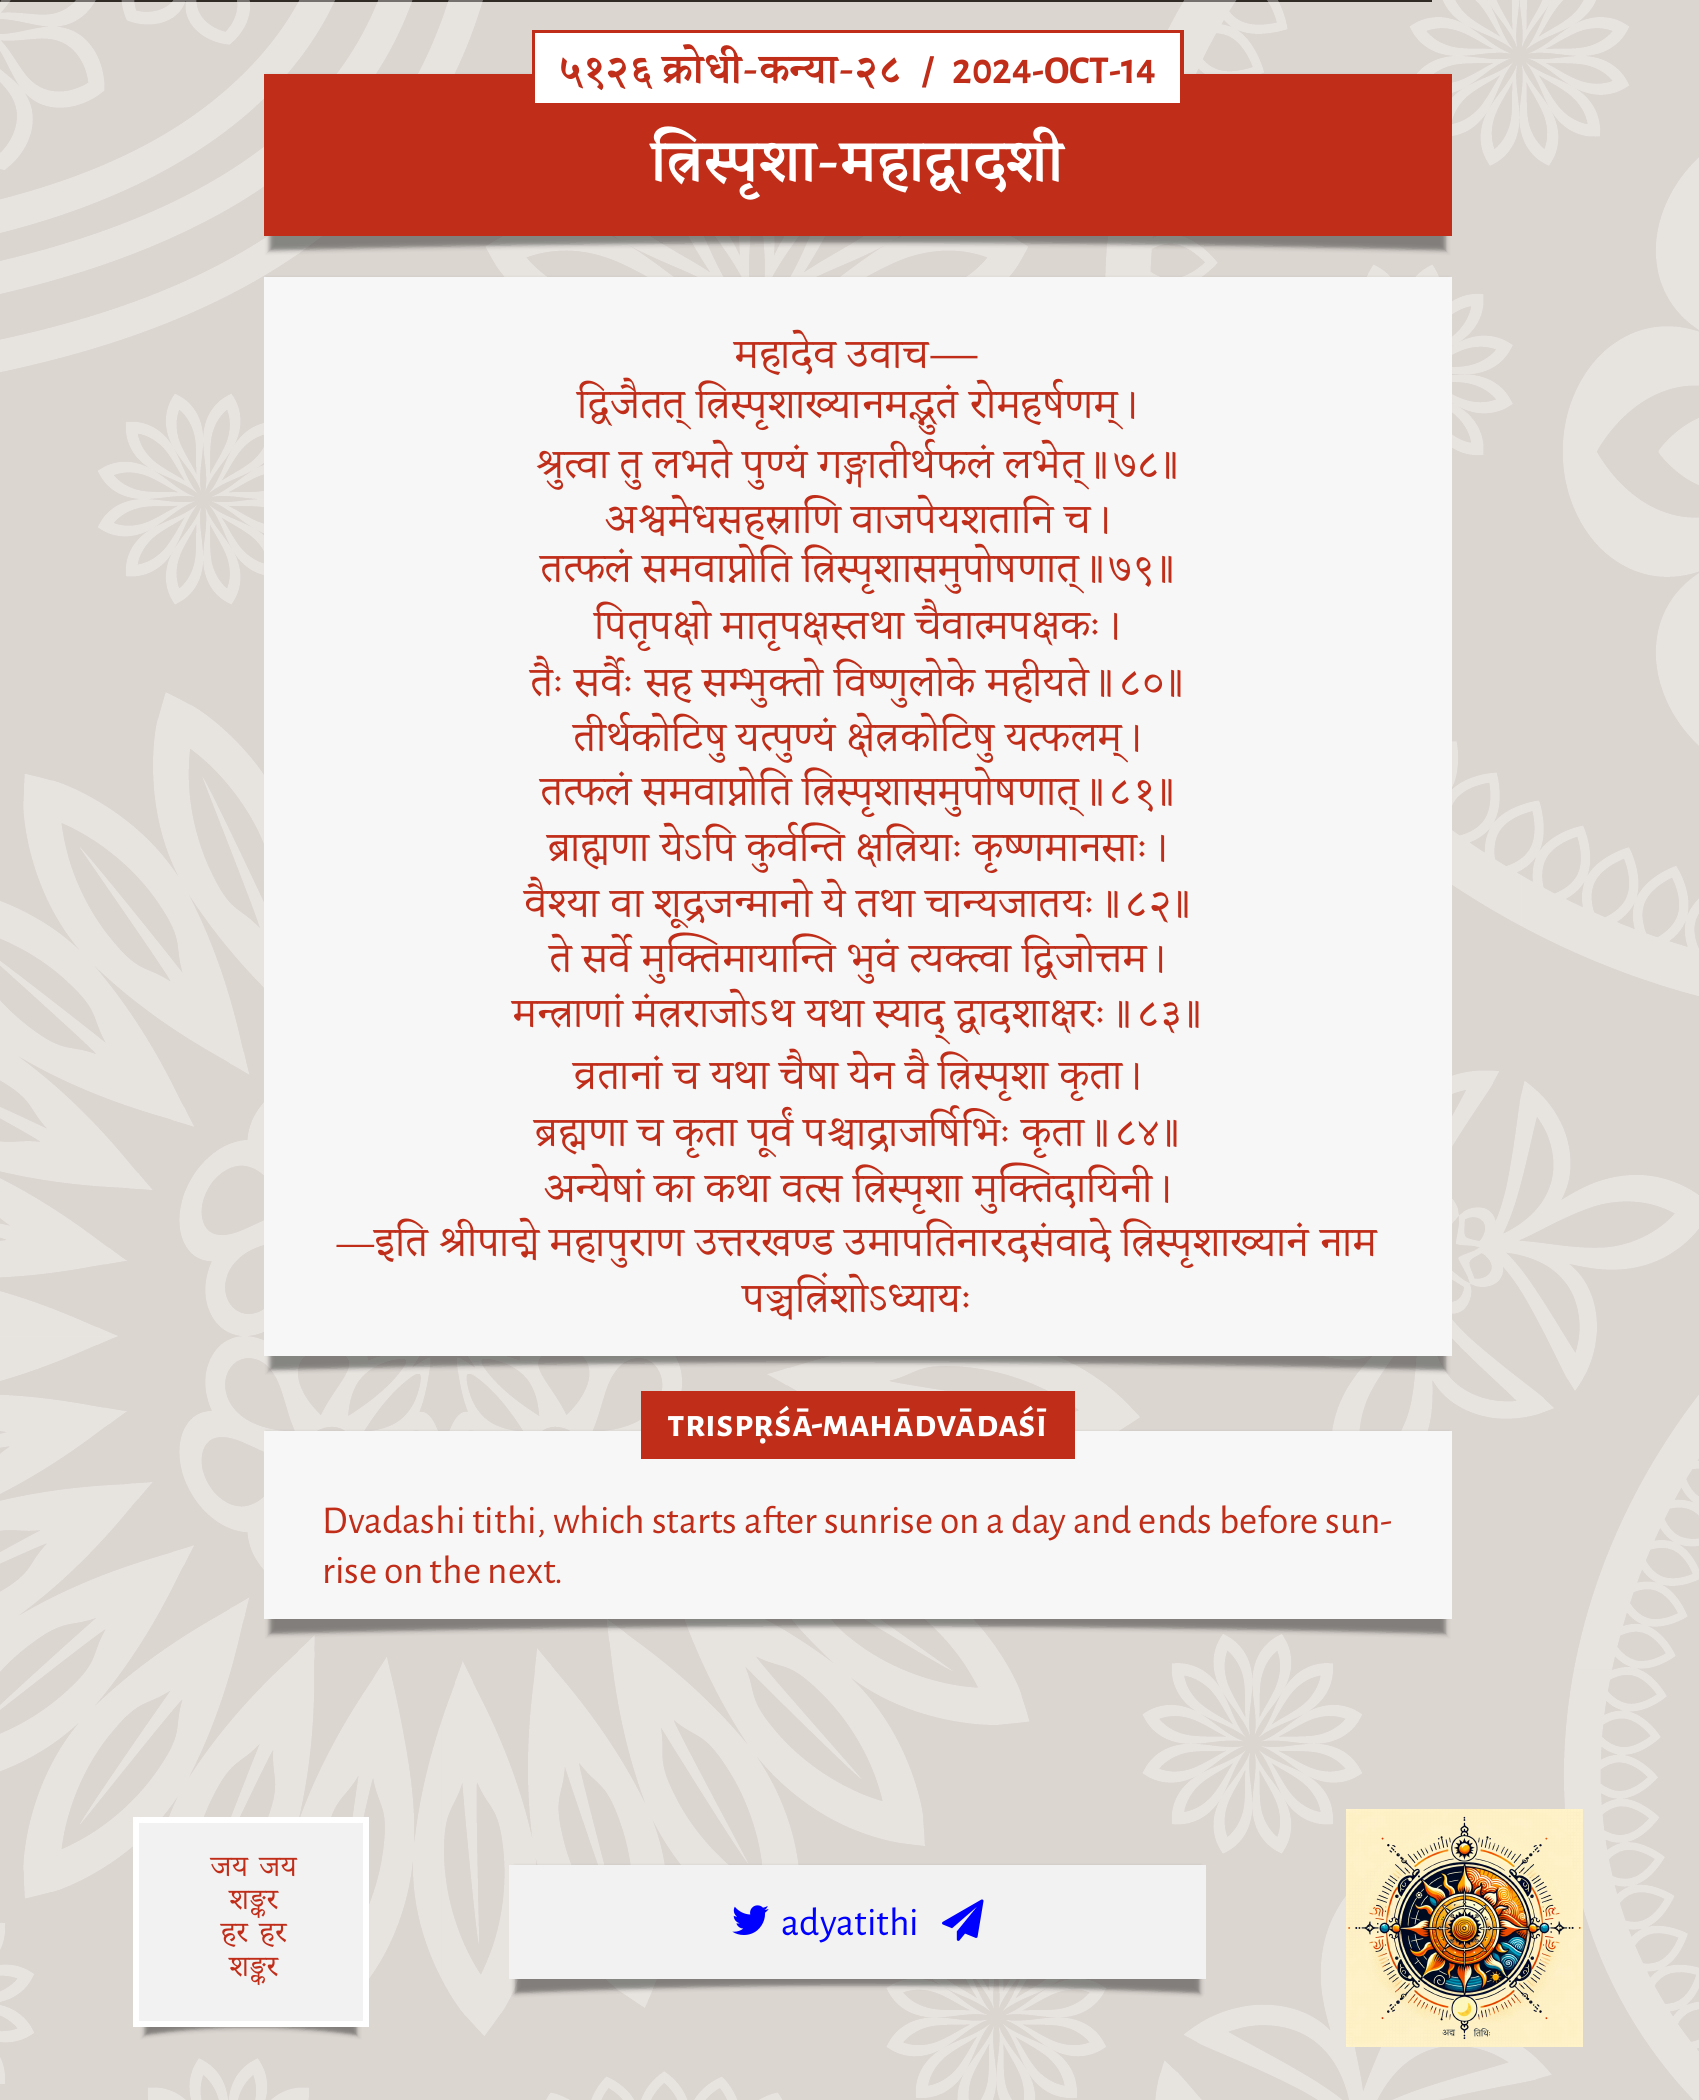 ५१२६ क्रोधी-कन्या-२८ / 2024-OCT-14
त्रिस्पृशा-महाद्वादशी
महादेव उवाच—
द्विजैतत् त्रिस्पृशाख्यानमद्भुतं रोमहर्षणम्।
श्रुत्वा तु लभते पुण्यं गङ्गातीर्थफलं लभेत्॥७८॥
अश्वमेधसहस्राणि वाजपेयशतानि च।
तत्फलं समवाप्नोति त्रिस्पृशासमुपोषणात्॥७९॥
पितृपक्षो मातृपक्षस्तथा चैवात्मपक्षकः।
तैः सर्वैः सह सम्भुक्तो विष्णुलोके महीयते॥८०॥
तीर्थकोटिषु यत्पुण्यं क्षेत्रकोटिषु यत्फलम्।
तत्फलं समवाप्नोति त्रिस्पृशासमुपोषणात्॥८१॥
ब्राह्मणा येऽपि कुर्वन्ति क्षत्रियाः कृष्णमानसाः।
वैश्या वा शूद्रजन्मानो ये तथा चान्यजातयः॥८२॥
ते सर्वे मुक्तिमायान्ति भुवं त्यक्त्वा द्विजोत्तम।
मन्त्राणां मंत्रराजोऽथ यथा स्याद् द्वादशाक्षरः॥८३॥
व्रतानां च यथा चैषा येन वै त्रिस्पृशा कृता।
ब्रह्मणा च कृता पूर्वं पश्चाद्राजर्षिभिः कृता॥८४॥
अन्येषां का कथा वत्स त्रिस्पृशा मुक्तिदायिनी।
—इति श्रीपाद्मे महापुराण उत्तरखण्ड उमापतिनारदसंवादे त्रिस्पृशाख्यानं नाम
पञ्चत्रिंशोऽध्यायः
TRISPṚŚĀ-MAHĀDVĀDAŚĪ
Dvadashi tithi, which starts after sunrise on a day and ends before sun-
rise on the next.
जय जय
शङ्कर
हर हर
शङ्कर
adyatithi
अद्य तिथिः